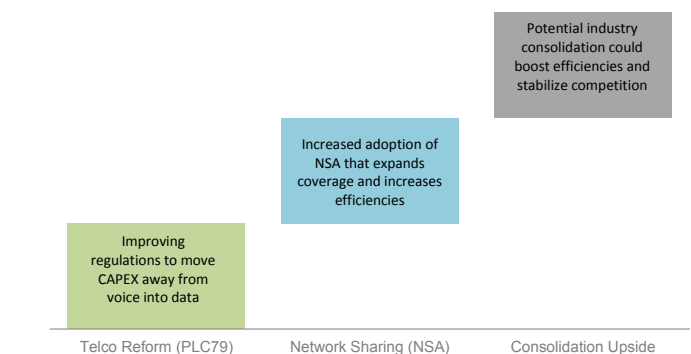 Potential industry
consolidation could
boost efficiencies and
stabilize competition
Increased adoption of
NSA that expands
coverage and increases
efficiencies
Improving
regulations to move
CAPEX away from
voice into data
Telco Reform (PLC79)
Network Sharing (NSA)
Consolidation Upside